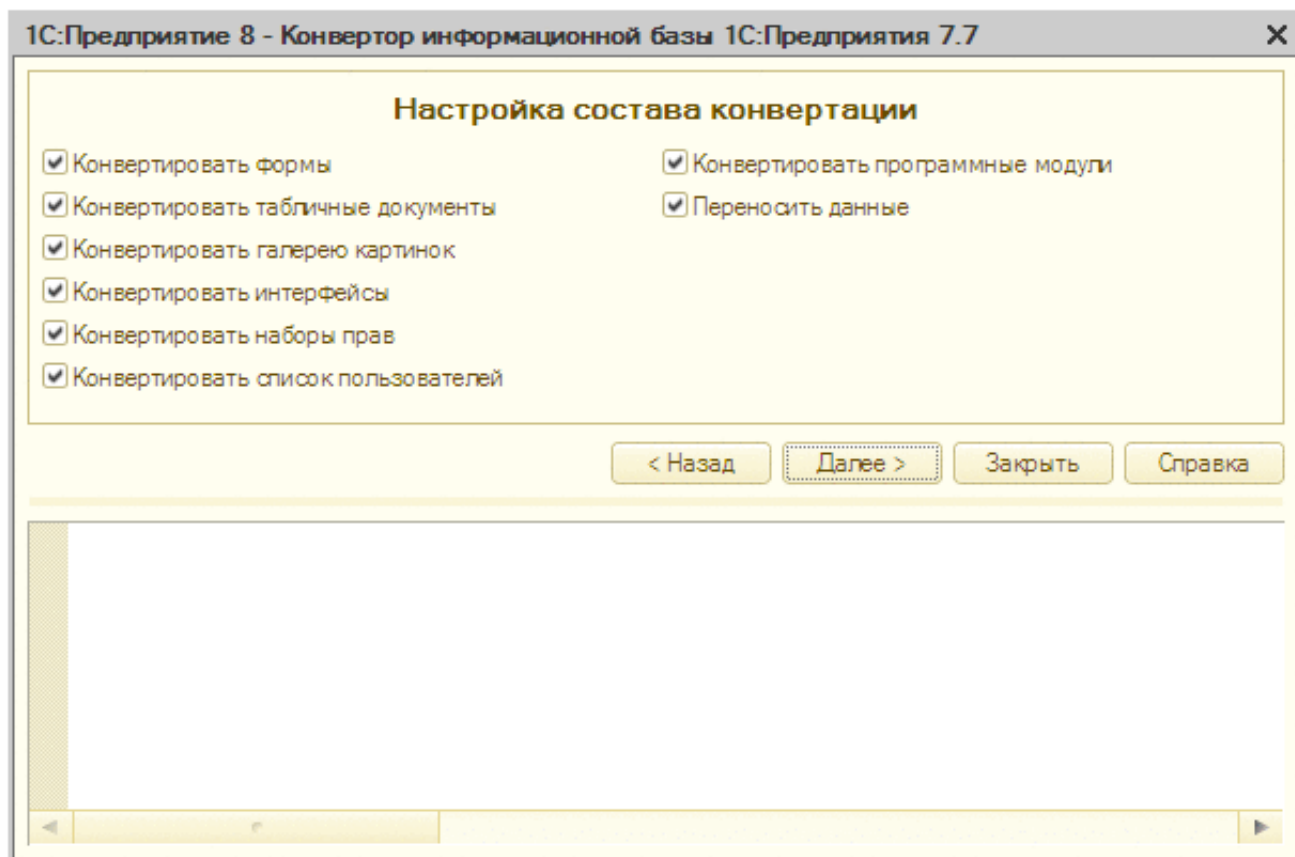 1С:Предприятие 8 - Конвертор информационной базы 1С:Предприятия 7.7
Настройка состава конвертации
Конвертировать формы
Конвертировать программные модули
Конвертировать табличные документы
Переносить данные
Конвертировать галерею картинок
Конвертировать интерфейсы
Конвертировать наборы прав
Конвертировать список пользователей
< Назад
Далее >
Закрыть
Справка